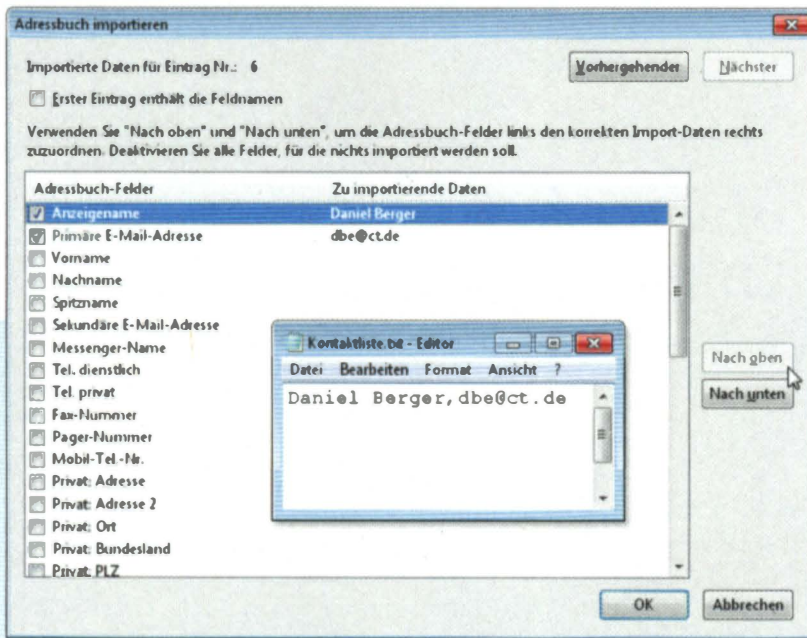 Adressbuch importieren
Importierte Daten für Eintrag Nr.: 6
Vorhergehender
Nächster
Erster Eintrag enthält die Feldnamen
Verwenden Sie "Nach oben" und "Nach unten", um die Adressbuch-Felder links den korrekten Import-Daten rechts
zuzuordnen. Deaktivieren Sie alle Felder, für die nichts importiert werden soll.
Adressbuch-Felder Zu importierende Daten
Anzeigename Daniel Berger
Primäre E-Mail-Adresse dbe@ct.de
Vorname
Nachname
Spitzname
Sekundäre E-Mail-Adresse
Messenger-Name
Tel. dienstlich
Tel. privat
Fax-Nummer
Pager-Nummer
Mobil-Tel.-Nr.
Privat: Adresse
Privat: Adresse 2
Privat: Ort
Privat: Bundesland
Privat: PLZ
Kontaktliste.txt - Editor
Datei Bearbeiten Format Ansicht ?
Daniel Berger,dbe@ct.de
Nach oben
Nach unten
OK
Abbrechen